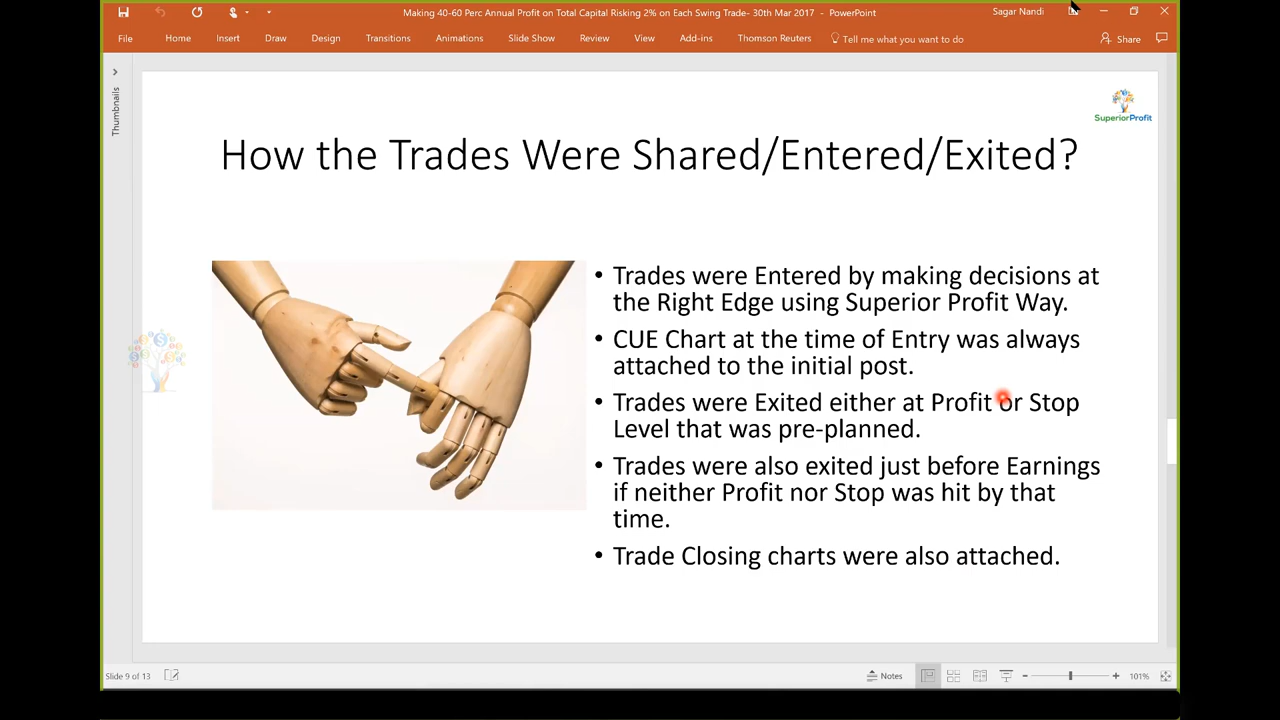 Making 40-60 Perc Annual Profit on Total Capital Risking 2% on Each Swing Trade- 30th Mar 2017 - PowerPoint
Sagar Nandi
File Home Insert Draw Design Transitions Animations Slide Show Review View Add-ins Thomson Reuters Tell me what you want to do Share
Thumbnails
SuperiorProfit
How the Trades Were Shared/Entered/Exited?
• Trades were Entered by making decisions at
the Right Edge using Superior Profit Way.
• CUE Chart at the time of Entry was always
attached to the initial post.
• Trades were Exited either at Profit or Stop
Level that was pre-planned.
• Trades were also exited just before Earnings
if neither Profit nor Stop was hit by that
time.
• Trade Closing charts were also attached.
Slide 9 of 13
Notes
101%